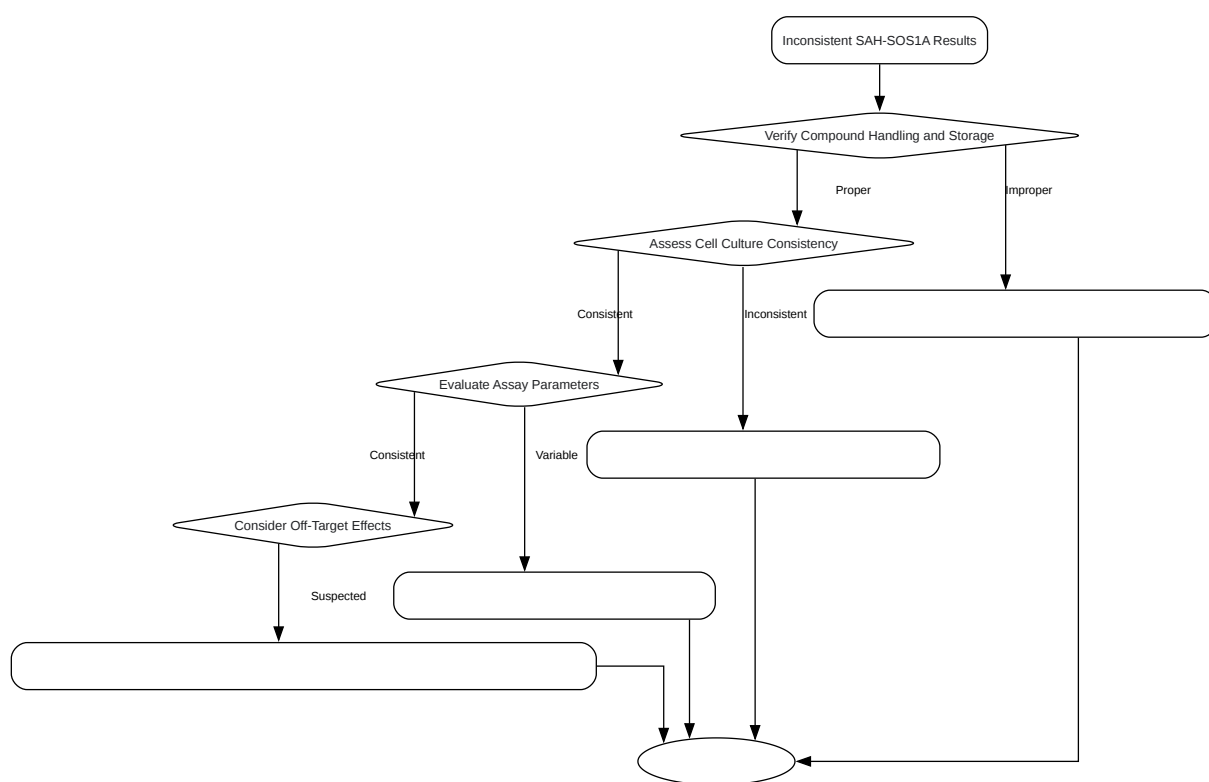 Inconsistent SAH-SOS1A Results
Verify Compound Handling and Storage
Proper
Improper
Assess Cell Culture Consistency
Consistent
Inconsistent
Evaluate Assay Parameters
Consistent
Variable
Consider Off-Target Effects
Suspected